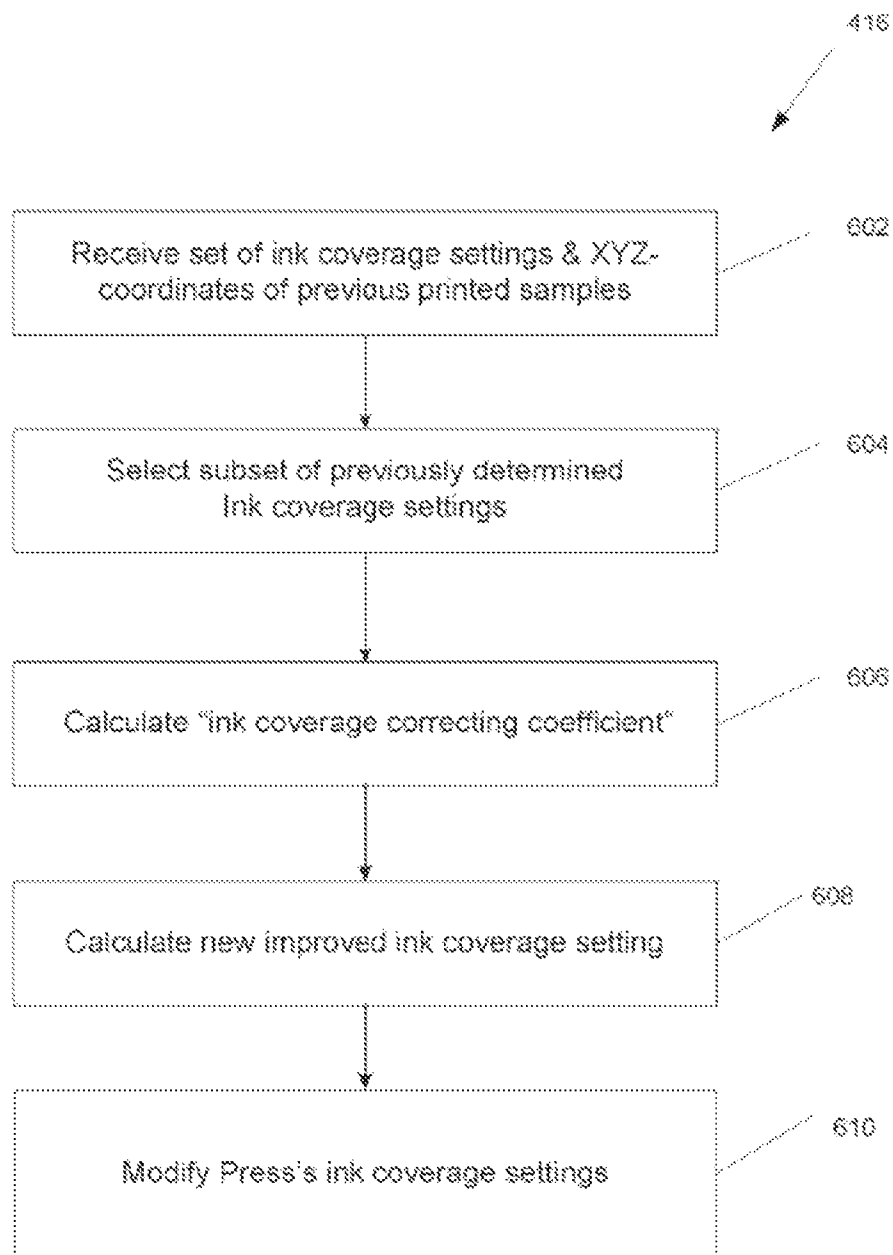 416
Receive set of ink coverage settings & XYZ-
coordinates of previous printed samples
602
Select subset of previously determined
Ink coverage settings
604
Calculate "ink coverage correcting coefficient"
606
Calculate new improved ink coverage setting
608
Modify Press's ink coverage settings
610